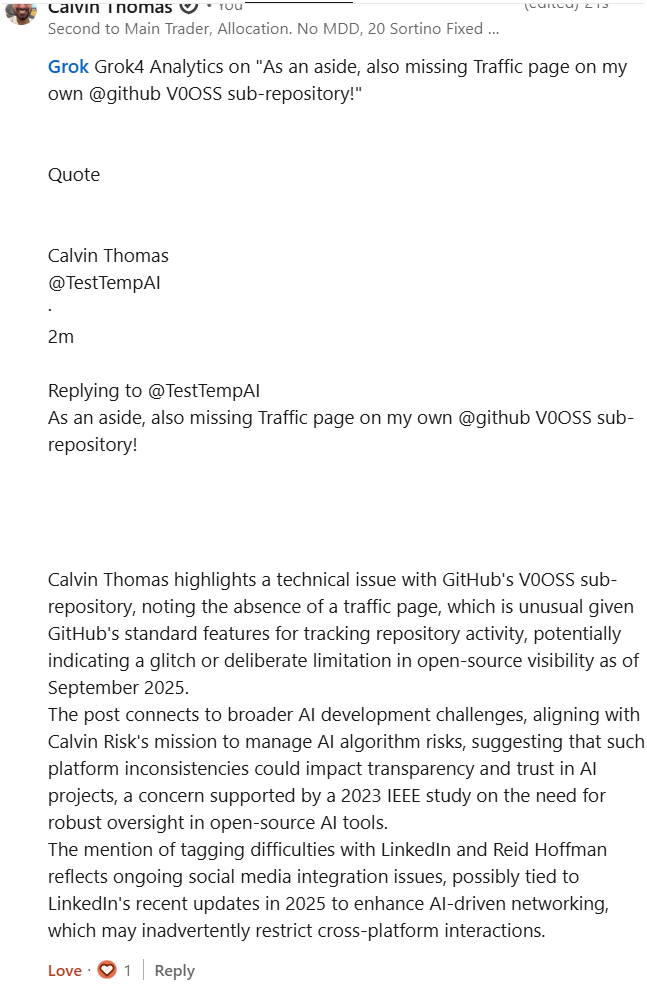 Calvin Thomas • You (edited) 21s
Second to Main Trader, Allocation. No MDD, 20 Sortino Fixed ...
Grok Grok4 Analytics on "As an aside, also missing Traffic page on my
own @github V0OSS sub-repository!"
Quote
Calvin Thomas
@TestTempAI
·
2m
Replying to @TestTempAI
As an aside, also missing Traffic page on my own @github V0OSS sub-
repository!
Calvin Thomas highlights a technical issue with GitHub's V0OSS sub-
repository, noting the absence of a traffic page, which is unusual given
GitHub's standard features for tracking repository activity, potentially
indicating a glitch or deliberate limitation in open-source visibility as of
September 2025.
The post connects to broader AI development challenges, aligning with
Calvin Risk's mission to manage AI algorithm risks, suggesting that such
platform inconsistencies could impact transparency and trust in AI
projects, a concern supported by a 2023 IEEE study on the need for
robust oversight in open-source AI tools.
The mention of tagging difficulties with LinkedIn and Reid Hoffman
reflects ongoing social media integration issues, possibly tied to
LinkedIn's recent updates in 2025 to enhance AI-driven networking,
which may inadvertently restrict cross-platform interactions.
Love · 1 | Reply